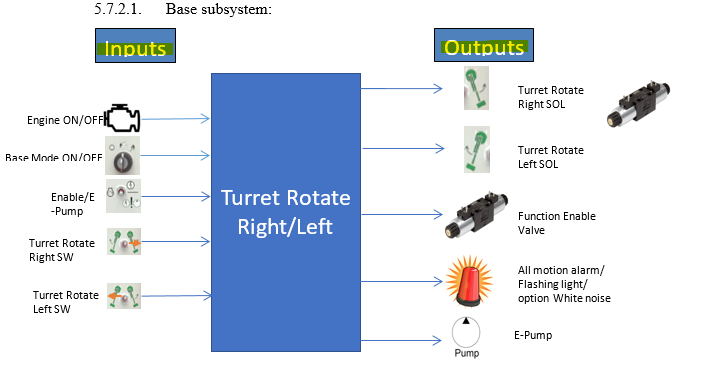 5.7.2.1. Base subsystem:
Inputs
Outputs
Engine ON/OFF
Base Mode ON/OFF
Enable/E
-Pump
Turret Rotate
Right SW
Turret Rotate
Left SW
Turret Rotate
Right/Left
Turret Rotate
Right SOL
Turret Rotate
Left SOL
Function Enable
Valve
All motion alarm/
Flashing light/
option White noise
E-Pump
Pump